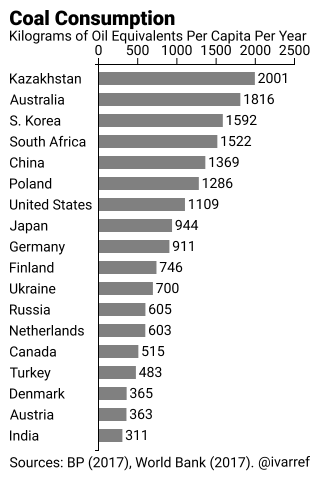 Coal Consumption
Kilograms of Oil Equivalents Per Capita Per Year
0 500 1000 1500 2000 2500
Kazakhstan 2001
Australia 1816
S. Korea 1592
South Africa 1522
China 1369
Poland 1286
United States 1109
Japan 944
Germany 911
Finland 746
Ukraine 700
Russia 605
Netherlands 603
Canada 515
Turkey 483
Denmark 365
Austria 363
India 311
Sources: BP (2017), World Bank (2017). @ivarref